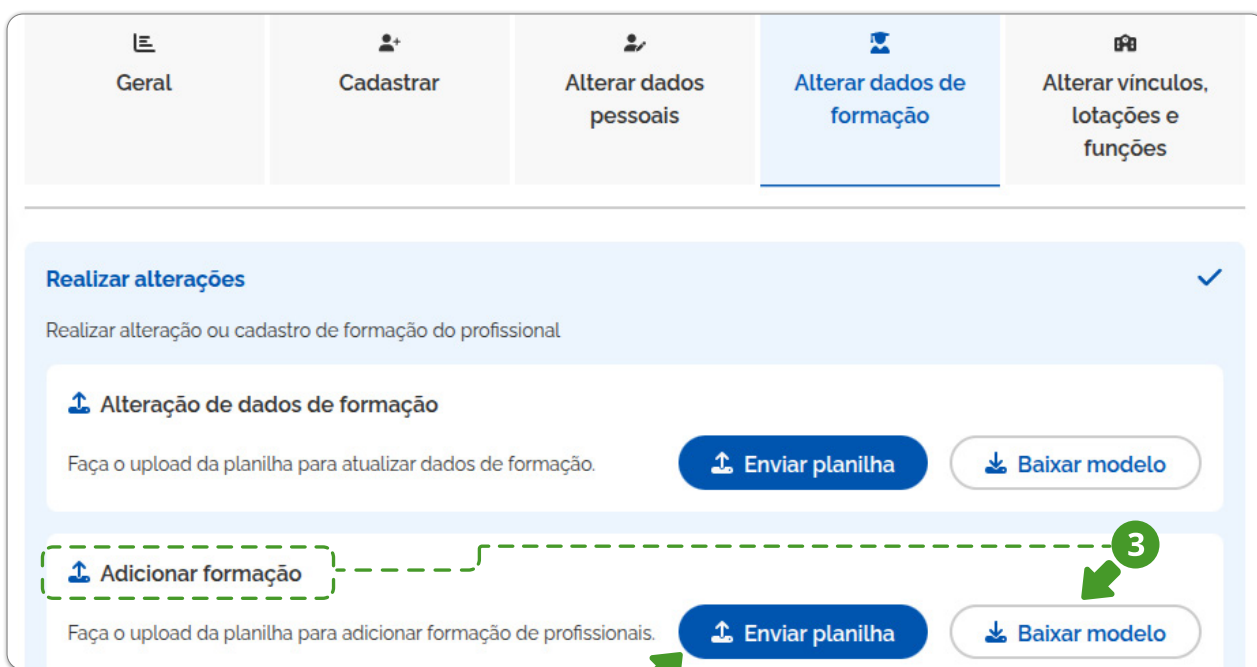 Geral
Cadastrar
Alterar dados
pessoais
Alterar dados de
formação
Alterar vínculos,
lotações e
funções
Realizar alterações
Realizar alteração ou cadastro de formação do profissional
Alteração de dados de formação
Faça o upload da planilha para atualizar dados de formação.
Enviar planilha
Baixar modelo
3
Adicionar formação
Faça o upload da planilha para adicionar formação de profissionais.
Enviar planilha
Baixar modelo